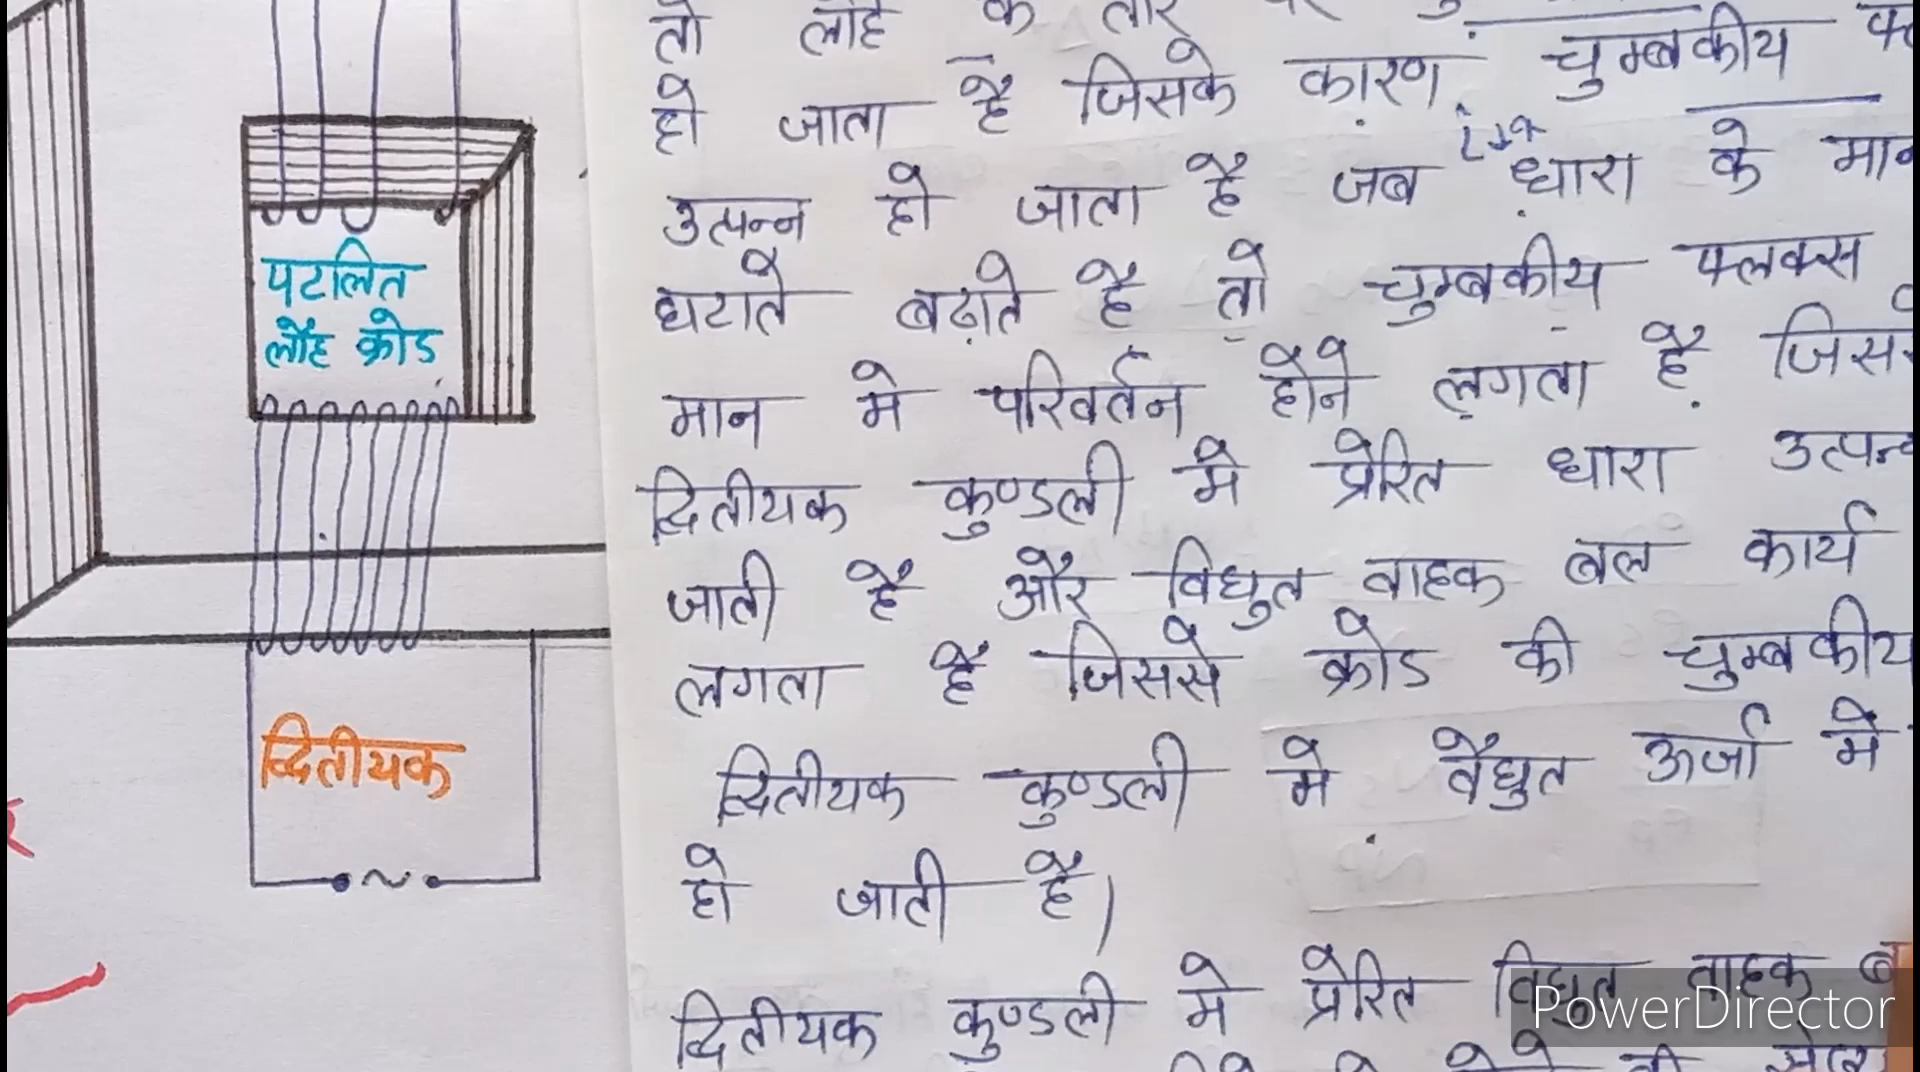 पटलित
लौह क्रोड
द्वितीयक
तो लोहे के तार
हो जाता है जिसके कारण चुम्बकीय
उत्पन्न हो जाता है जब धारा के मान
घटाते बढ़ाते है तो चुम्बकीय फ्लक्स
मान मे परिवर्तन होने लगता है
द्वितीयक कुण्डली मे प्रेरित धारा उत्पन्न
जाती है और विधुत वाहक बल कार्य
लगता है जिससे क्रोड की चुम्बकीय
द्वितीयक कुण्डली मे वैधुत ऊर्जा मे
हो जाती है।
द्वितीयक कुण्डली मे प्रेरित विधुत वाहक
PowerDirector